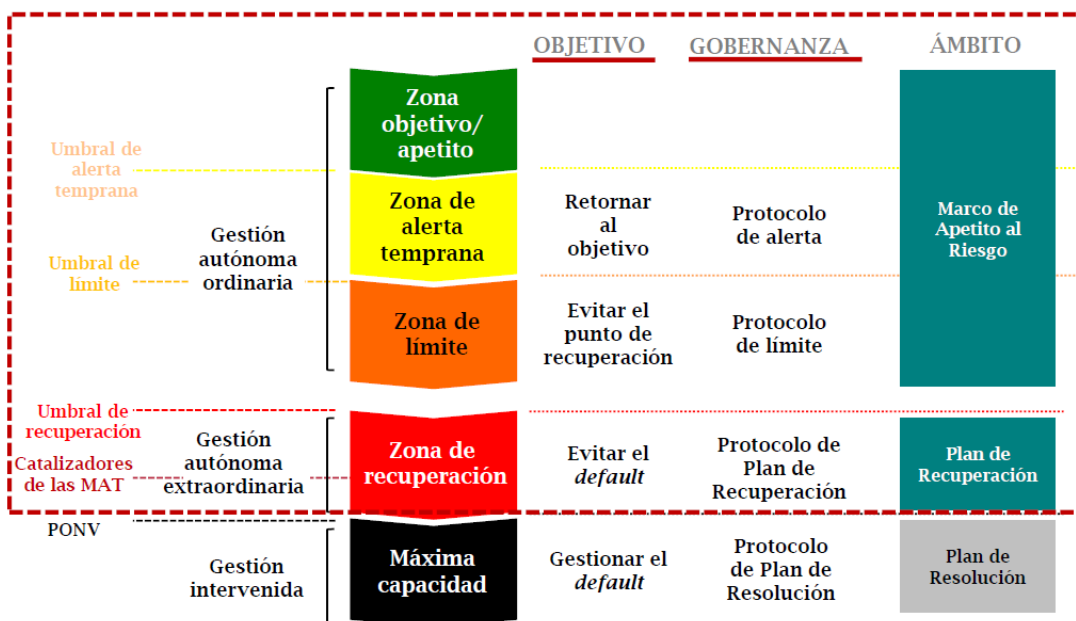 OBJETIVO
GOBERNANZA
ÁMBITO
Zona
objetivo/
apetito
Umbral de
alerta
temprana
Zona de
alerta
temprana
Retornar
al
objetivo
Protocolo
de alerta
Marco de
Apetito al
Riesgo
Gestión
autónoma
ordinaria
Umbral de
límite
Zona de
límite
Evitar el
punto de
recuperación
Protocolo
de límite
Umbral de
recuperación
Catalizadores
de las MAT
Gestión
autónoma
extraordinaria
Zona de
recuperación
Evitar el
default
Protocolo de
Plan de
Recuperación
Plan de
Recuperación
PONV
Gestión
intervenida
Máxima
capacidad
Gestionar el
default
Protocolo
de Plan de
Resolución
Plan de
Resolución